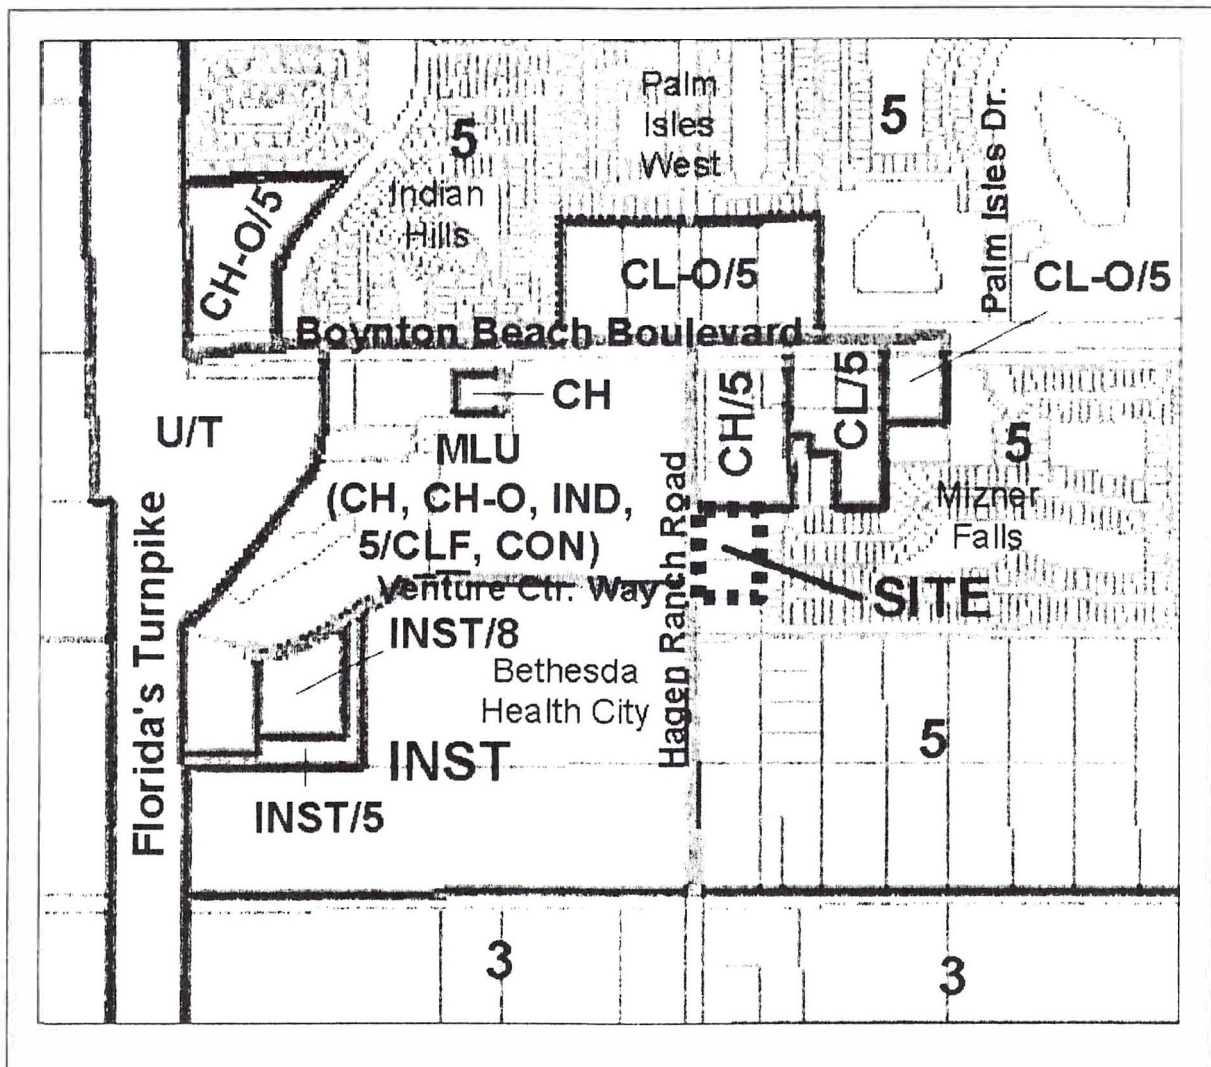 5
Palm
Isles
West
5
Palm Isles Dr.
Indian
Hills
CH-O/5
CL-O/5
CL-O/5
Boynton Beach Boulevard
U/T
CH
CH/5
CL/5
MLU
(CH, CH-O, IND,
5/CLF, CON)
5
Mizner
Falls
Venture Ctr. Way
Hagen Ranch Road
SITE
Florida's Turnpike
INST/8
Bethesda
Health City
INST
5
INST/5
3
3